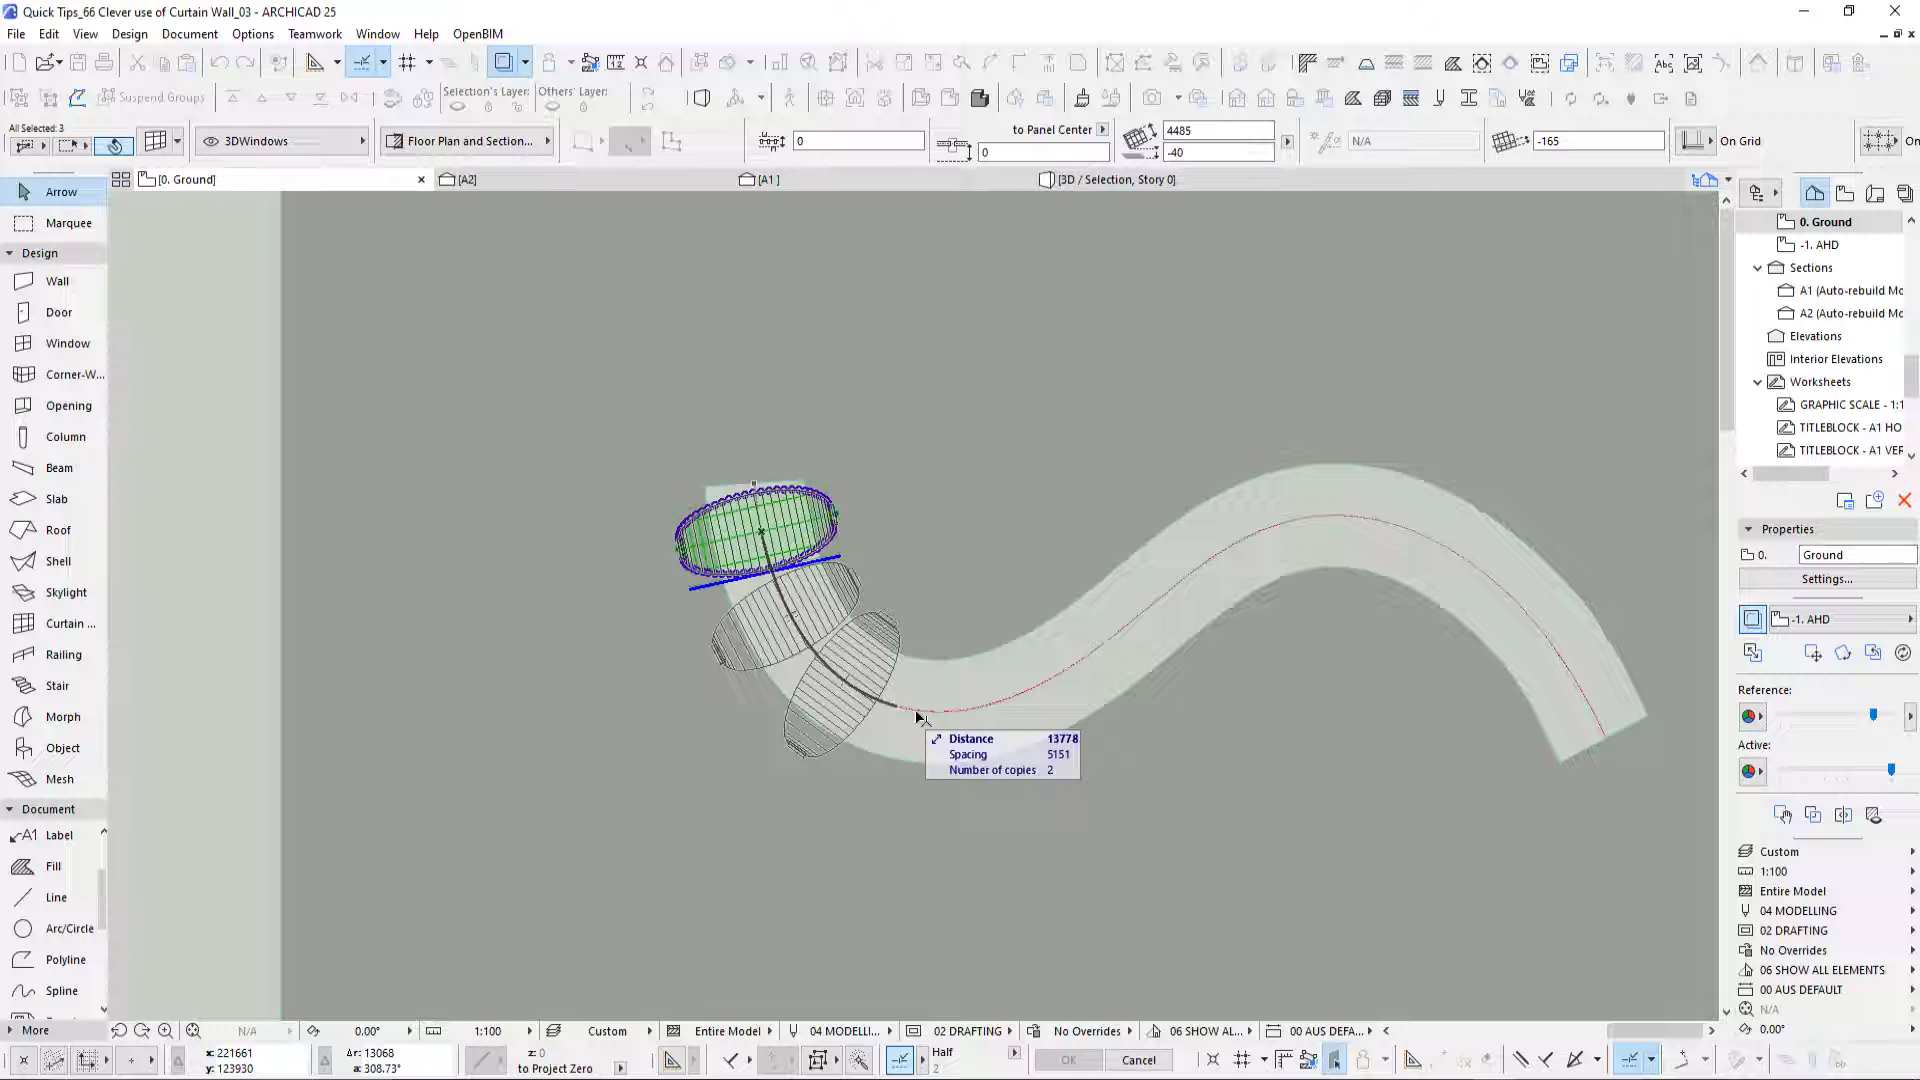 Quick Tips_66 Clever use of Curtain Wall_03 - ARCHICAD 25
File Edit View Design Document Options Teamwork Window Help OpenBIM
Suspend Groups
Selection's Layer: Others' Layer:
All Selected: 3
3DWindows
Floor Plan and Section...
0
to Panel Center
0
4485
-40
N/A
-165
On Grid
On
[0. Ground]
[A2]
[A1 ]
[3D / Selection, Story 0]
Arrow
Marquee
Design
Wall
Door
Window
Corner-W...
Opening
Column
Beam
Slab
Roof
Shell
Skylight
Curtain ...
Railing
Stair
Morph
Object
Mesh
Document
A1 Label
Fill
Line
Arc/Circle
Polyline
Spline
More
Distance 13778
Spacing 5151
Number of copies 2
0. Ground
-1. AHD
Sections
A1 (Auto-rebuild Mo
A2 (Auto-rebuild Mo
Elevations
Interior Elevations
Worksheets
GRAPHIC SCALE - 1:1
TITLEBLOCK - A1 HO
TITLEBLOCK - A1 VER
Properties
0. Ground
Settings...
-1. AHD
Reference:
Active:
Custom
1:100
Entire Model
04 MODELLING
02 DRAFTING
No Overrides
06 SHOW ALL ELEMENTS
00 AUS DEFAULT
N/A
0.00°
N/A 0.00° 1:100 Custom Entire Model 04 MODELLI... 02 DRAFTING No Overrides 06 SHOW AL... 00 AUS DEFA...
x: 221661
y: 123930
Δr: 13068
a: 308.73°
z: 0
to Project Zero
Half
2
OK
Cancel